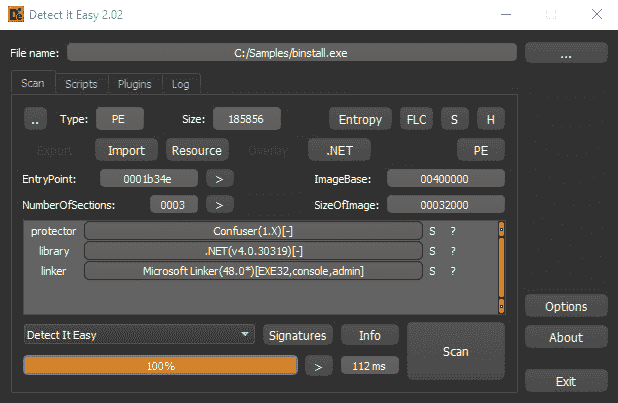 Detect It Easy 2.02
File name: C:/Samples/binstall.exe ...
Scan Scripts Plugins Log
.. Type: PE Size: 185856 Entropy FLC S H
Export Import Resource Overlay .NET PE
EntryPoint: 0001b34e > ImageBase: 00400000
NumberOfSections: 0003 > SizeOfImage: 00032000
protector Confuser(1.X)[-] S ?
library .NET(v4.0.30319)[-] S ?
linker Microsoft Linker(48.0*)[EXE32,console,admin] S ?
Options
Detect It Easy Signatures Info Scan About
100% > 112 ms
Exit